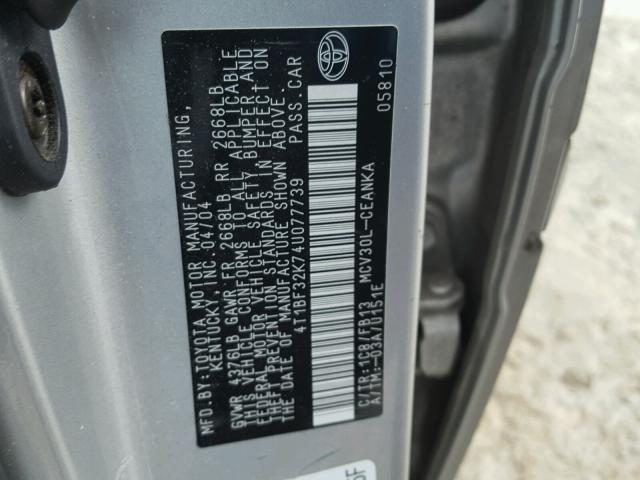 MFD.BY:TOYOTA MOTOR MANUFACTURING,
KENTUCKY, INC. 04/04
GVWR 4376LB GAWR FR 2668LB RR 2668LB
THIS VEHICLE CONFORMS TO ALL APPLICABLE
FEDERAL MOTOR VEHICLE SAFETY BUMPER AND
THEFT PREVENTION STANDARDS IN EFFECT ON
THE DATE OF MANUFACTURE SHOWN ABOVE.
4T1BF32K74U077739 PASS.CAR
C/TR:1C8/FB13 MCV30L-CEANKA
A/TM:-03A/U151E 05810